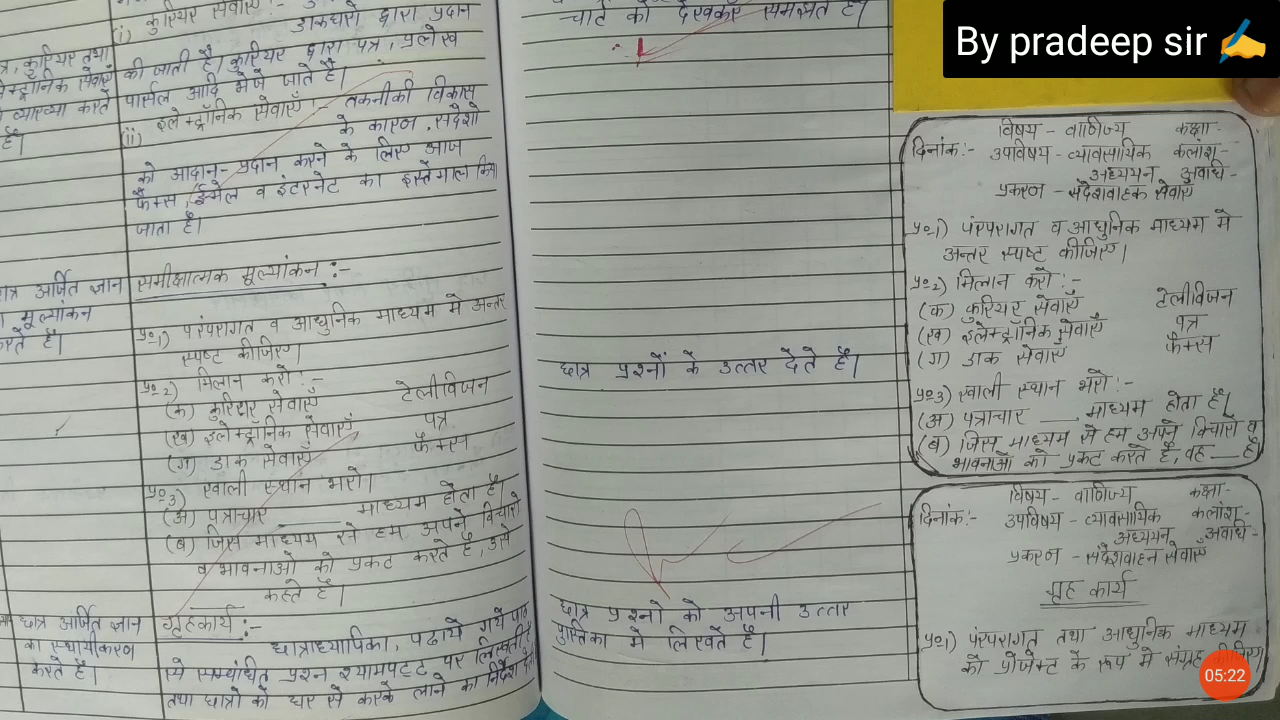 (i) कुरियर सेवाएँ :-
डाकघरों द्वारा प्रदान
की जाती है। कुरियर द्वारा पत्र, प्रलेख
पार्सल आदि भेजे जाते है।
(ii) इलेक्ट्रॉनिक सेवाएँ :- तकनीकी विकास
के कारण संदेशो
को आदान-प्रदान करने के लिए आज
फैक्स, ईमेल व इंटरनेट का इस्तेमाल किया
जाता है।
कुरियर तथा
सेवाएँ
व्याख्या करते
है।
समीक्षात्मक मूल्यांकन :-
प्र०1) परंपरागत व आधुनिक माध्यम मे अन्तर
स्पष्ट कीजिए।
प्र०2) मिलान करो :-
(क) कुरियर सेवाएँ टेलीविजन
(ख) इलेक्ट्रॉनिक सेवाएँ पत्र
(ग) डाक सेवाएँ फैक्स
प्र०3) खाली स्थान भरो।
(अ) पत्राचार ____ माध्यम होता है।
(ब) जिस माध्यम से हम अपने विचारो
व भावनाओ को प्रकट करते है, उसे
____ कहते है।
अर्जित ज्ञान
मूल्यांकन
करते है।
गृहकार्य :-
छात्राध्यापिका, पढाये गये पाठ
से सम्बंधित प्रश्न श्यामपट्ट पर लिखती है
तथा छात्रो को घर से करके लाने का निर्देश
छात्र अर्जित ज्ञान
का स्थायीकरण
करते है।
चार्ट को देखकर समझते है।
छात्र प्रश्नों के उत्तर देते है।
छात्र प्रश्नो को अपनी उत्तर
पुस्तिका मे लिखते है।
By pradeep sir ✍️
विषय - वाणिज्य कक्षा-
दिनांक:- उपविषय - व्यावसायिक कलांश-
अध्ययन अवधि-
प्रकरण - संदेशवाहक सेवाएँ
प्र०1) परंपरागत व आधुनिक माध्यम मे
अन्तर स्पष्ट कीजिए।
प्र०2) मिलान करो :-
(क) कुरियर सेवाएँ टेलीविजन
(ख) इलेक्ट्रॉनिक सेवाएँ पत्र
(ग) डाक सेवाएँ फैक्स
प्र०3) खाली स्थान भरो :-
(अ) पत्राचार ____ माध्यम होता है।
(ब) जिस माध्यम से हम अपने विचारो व
भावनाओ को प्रकट करते है, वह ___ है
विषय - वाणिज्य कक्षा-
दिनांक:- उपविषय - व्यावसायिक कलांश-
अध्ययन अवधि-
प्रकरण - संदेशवाहन सेवाएँ
गृह कार्य
प्र०1) परंपरागत तथा आधुनिक माध्यम
को प्रोजेक्ट के रूप मे संग्रह कीजिए
05:22